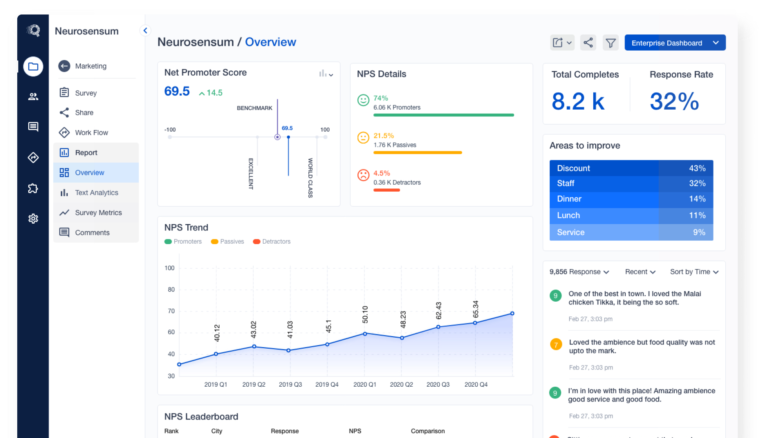 Neurosensum
Marketing
Survey
Share
Work Flow
Report
Overview
Text Analytics
Survey Metrics
Comments
Neurosensum / Overview
Enterprise Dashboard
Net Promoter Score
69.5 14.5
BENCHMARK
-100
69.5
100
EXCELLENT
WORLD CLASS
NPS Details
74%
6.06 K Promoters
21.5%
1.76 K Passives
4.5%
0.36 K Detractors
Total Completes
8.2 k
Response Rate
32%
Areas to improve
Discount 43%
Staff 32%
Dinner 14%
Lunch 11%
Service 9%
NPS Trend
Promoters Passives Detractors
100
80
70
60
40
30
40.12
43.02
41.03
45.1
50.10
48.23
62.43
65.34
2019 Q1 2019 Q2 2019 Q3 2019 Q4 2020 Q1 2020 Q2 2020 Q3 2020 Q4
9,856 Response Recent Sort by Time
9
One of the best in town. I loved the Malai
chicken Tikka, it being the so soft.
Feb 27, 3:03 pm
7
Loved the ambience but food quality was not
upto the mark.
Feb 27, 3:03 pm
9
I'm in love with this place! Amazing ambience
good service and good food.
Feb 27, 3:03 pm
NPS Leaderboard
Rank City Response NPS Comparison